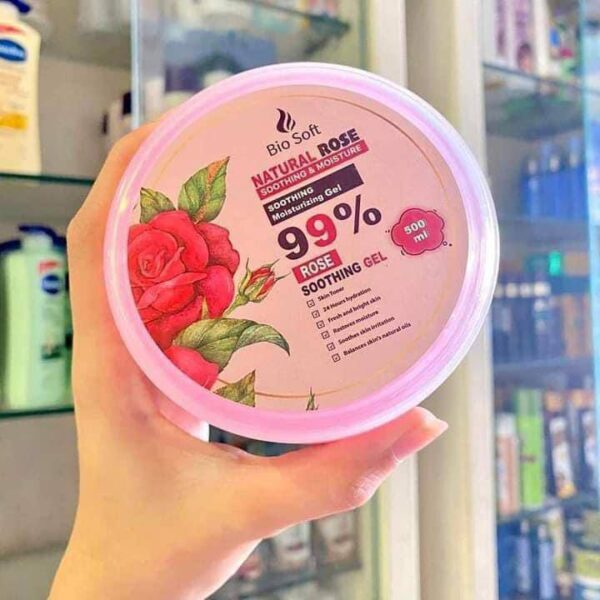 Bio Soft
NATURAL ROSE
SOOTHING & MOISTURE
SOOTHING
Moisturizing Gel
99%
ROSE
SOOTHING GEL
500
ml
Skin Toner
24 Hours hydration
Fresh and bright skin
Restores moisture
Soothes skin irritation
Balances skin's natural oils